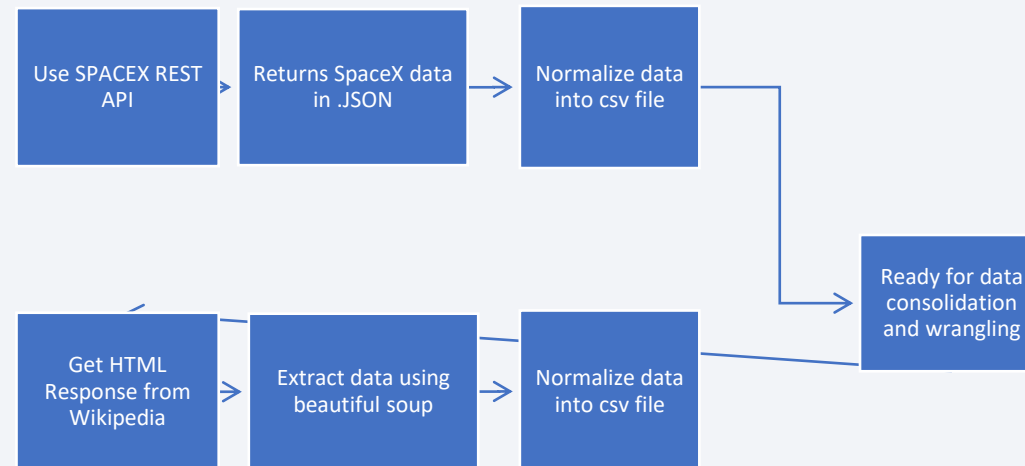 Use SPACEX REST
API
Returns SpaceX data
in .JSON
Normalize data
into csv file
Ready for data
consolidation
and wrangling
Get HTML
Response from
Wikipedia
Extract data using
beautiful soup
Normalize data
into csv file